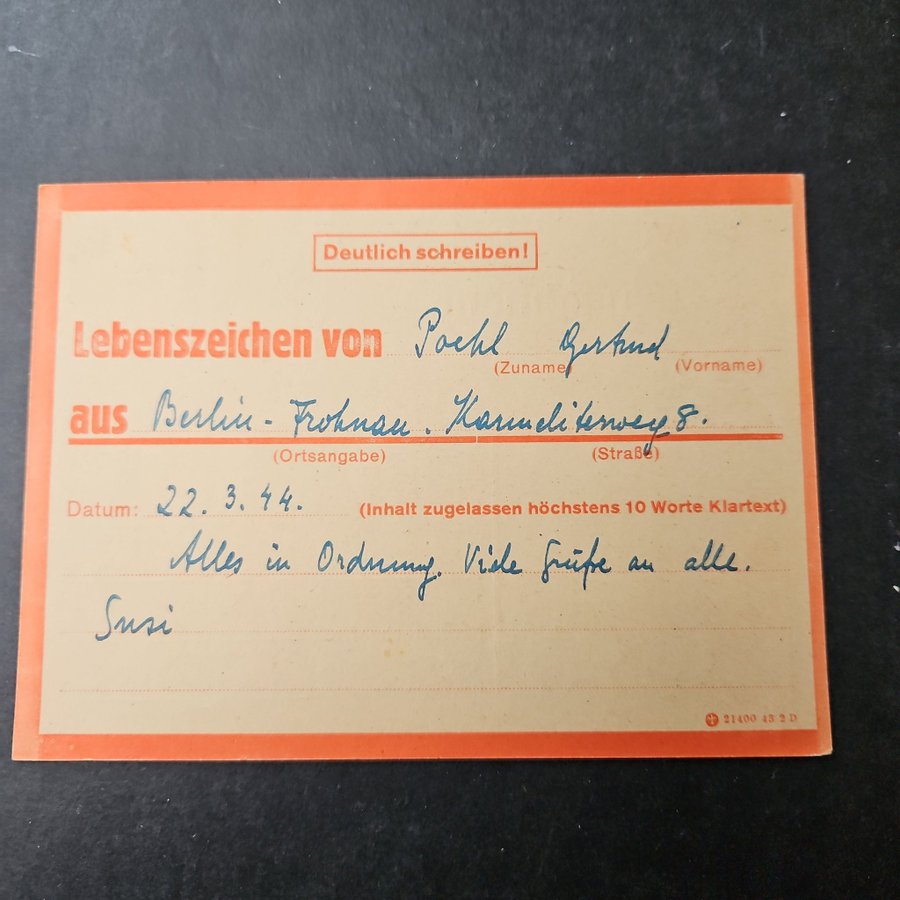 Deutlich schreiben!
Lebenszeichen von Poehl Gertrud
(Zuname) (Vorname)
aus Berlin - Frohnau. Karmeliterweg 8.
(Ortsangabe) (Straße)
Datum: 22.3.44. (Inhalt zugelassen höchstens 10 Worte Klartext)
Alles in Ordnung. Viele Grüße an alle.
Susi
21400 43 2 D